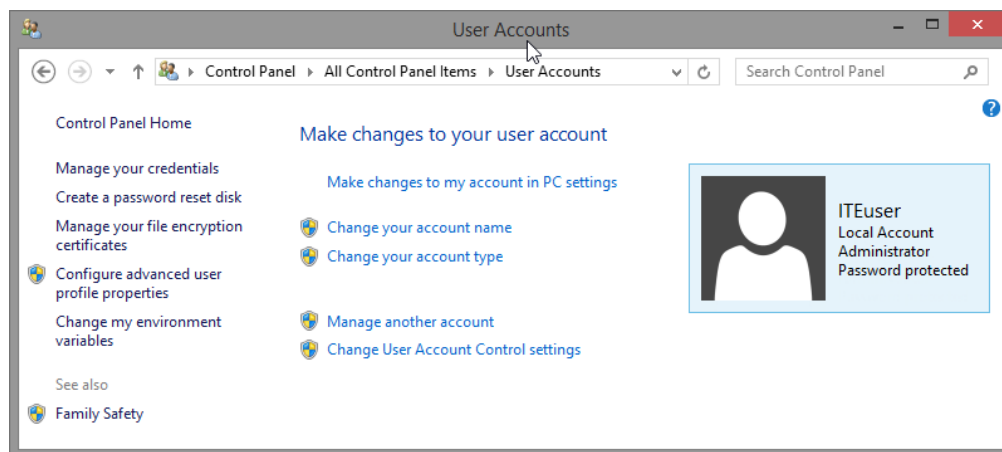 User Accounts
Control Panel
All Control Panel Items
User Accounts
Search Control Panel
Control Panel Home
Manage your credentials
Create a password reset disk
Manage your file encryption
certificates
Configure advanced user
profile properties
Change my environment
variables
See also
Family Safety
Make changes to your user account
Make changes to my account in PC settings
Change your account name
Change your account type
Manage another account
Change User Account Control settings
ITEuser
Local Account
Administrator
Password protected